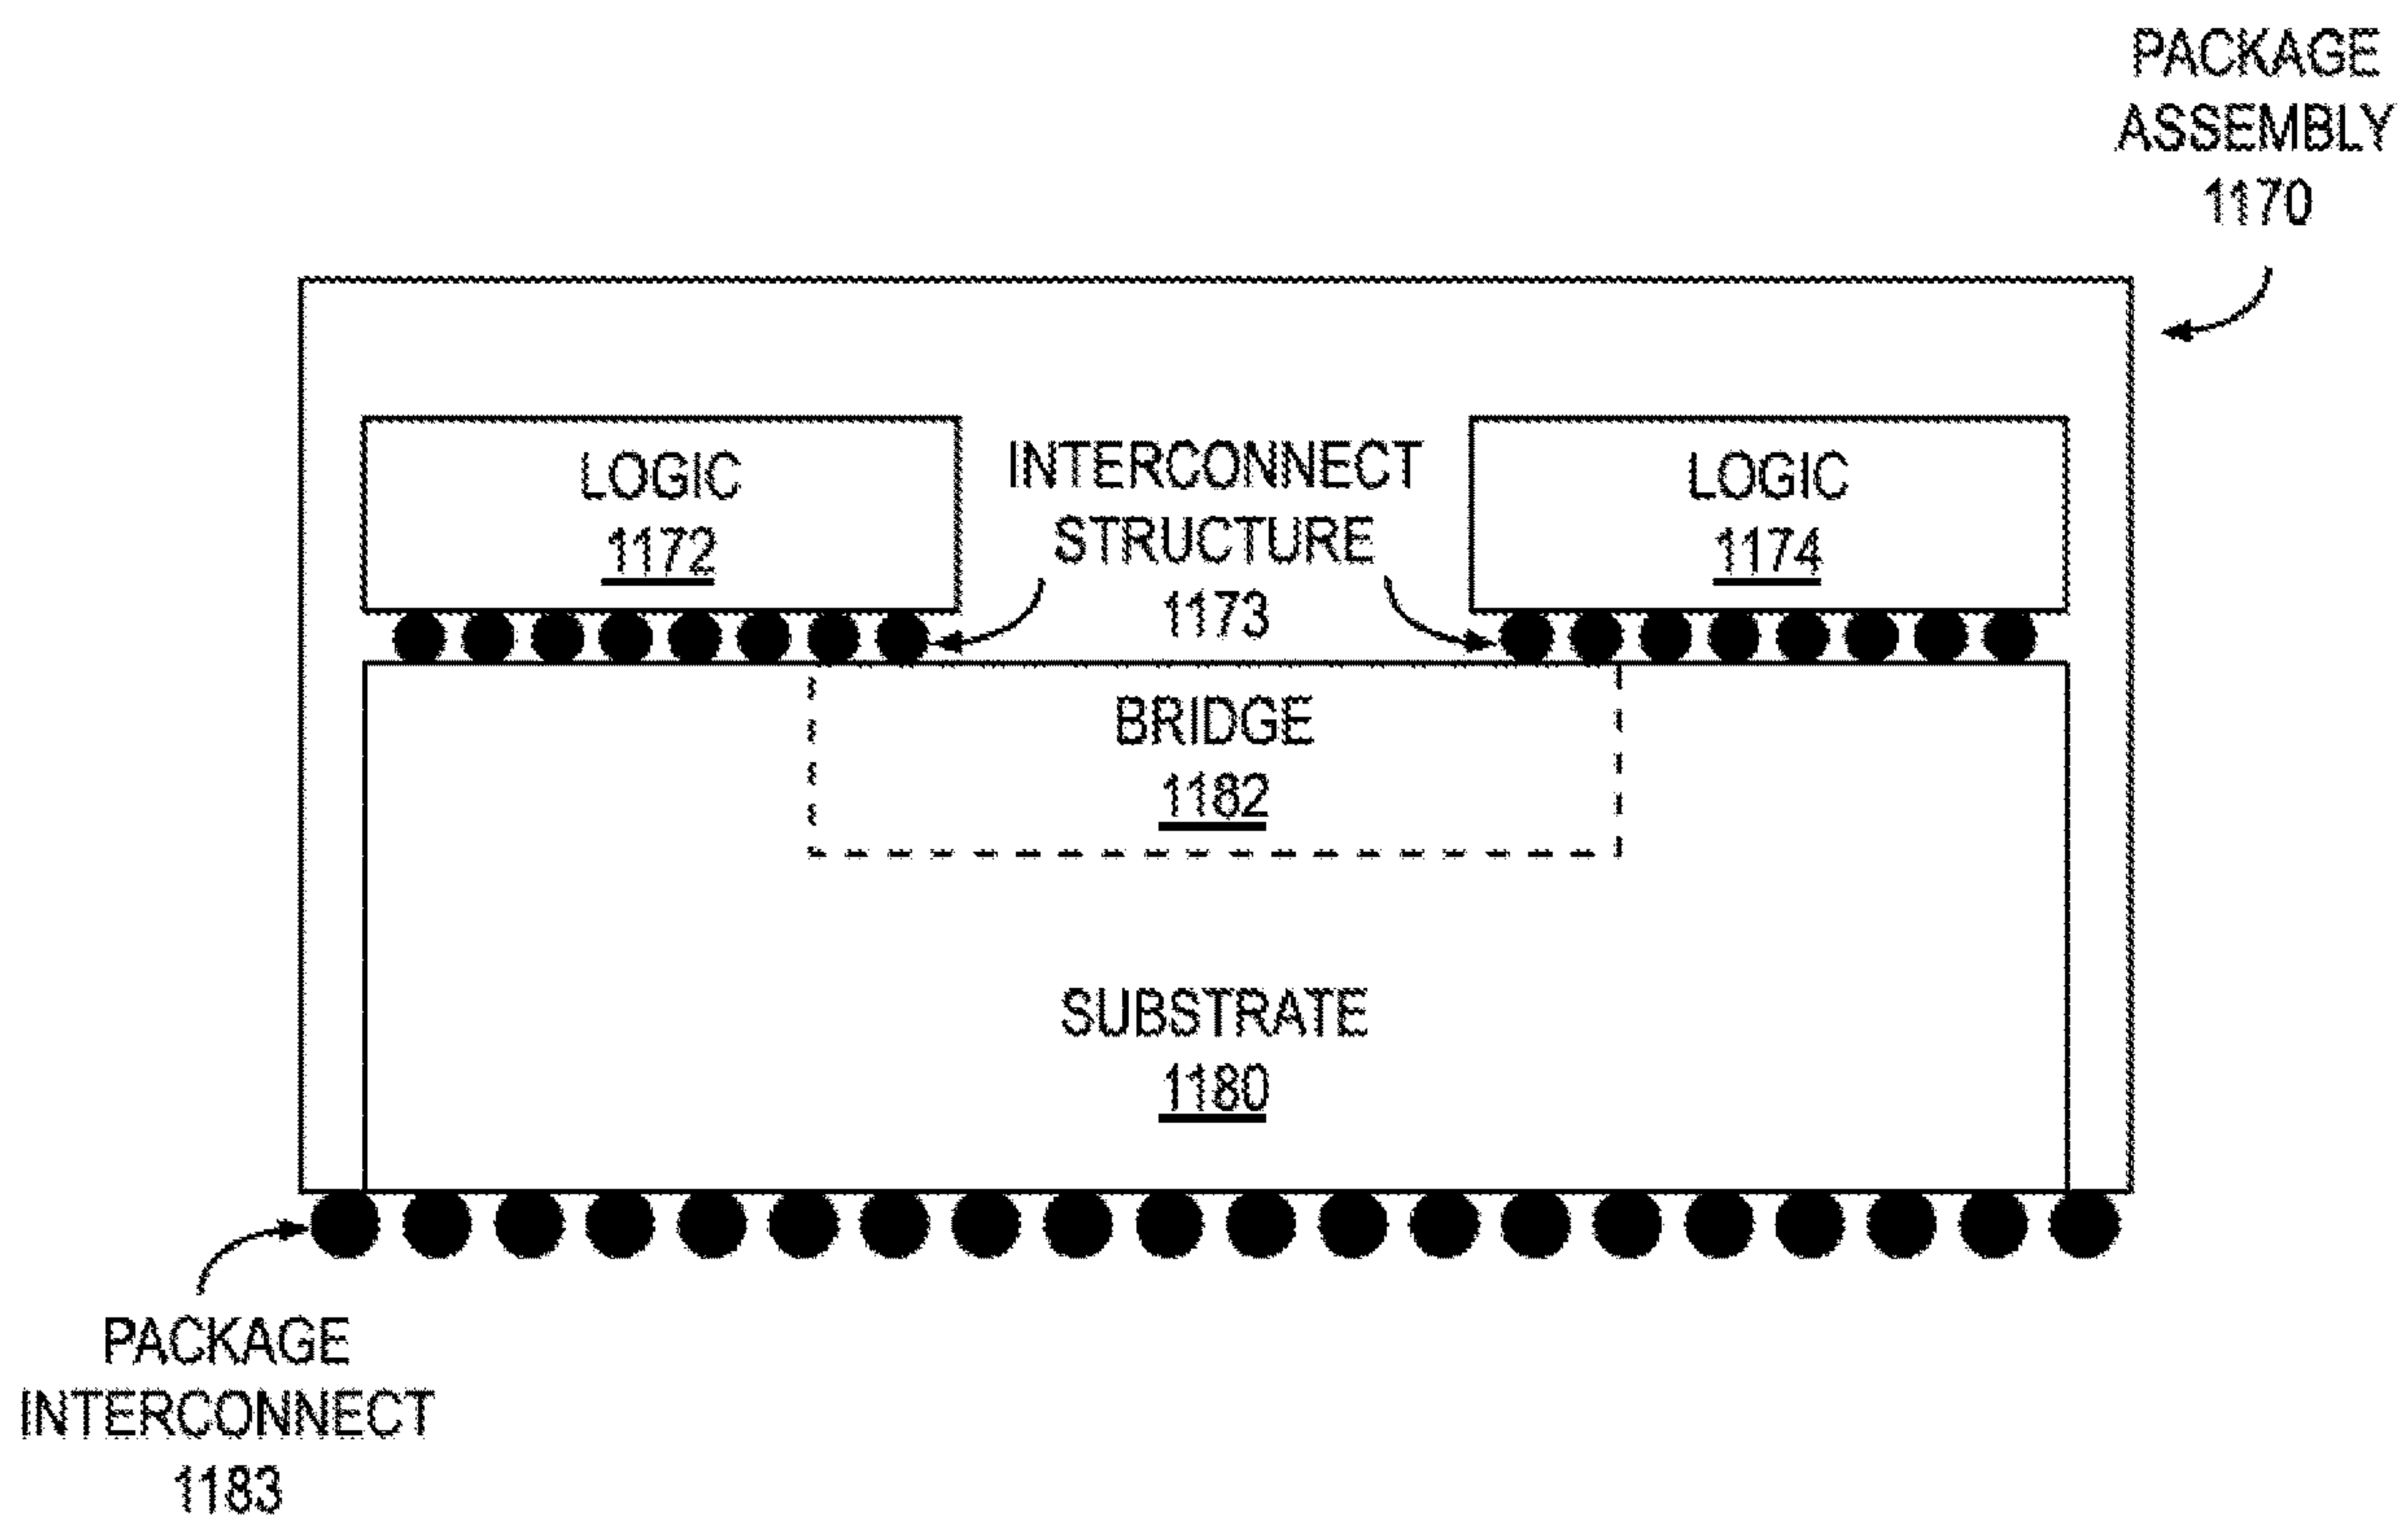 PACKAGE
ASSEMBLY
1170
LOGIC
1172
INTERCONNECT
STRUCTURE
1173
LOGIC
1174
BRIDGE
1182
SUBSTRATE
1180
PACKAGE
INTERCONNECT
1183